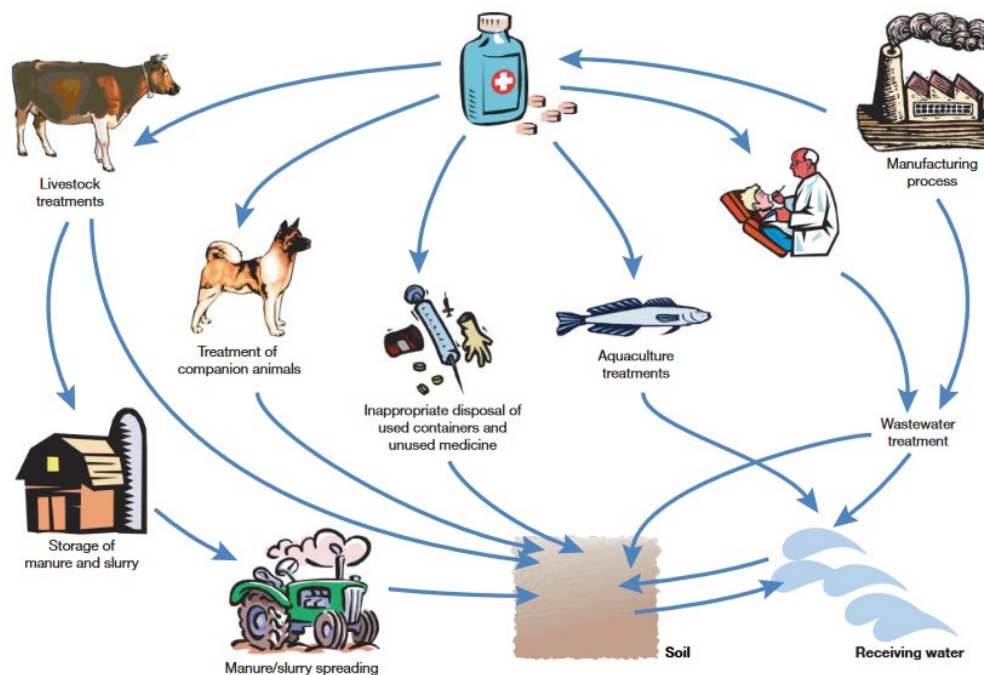 Livestock
treatments
Manufacturing
process
Treatment of
companion animals
Aquaculture
treatments
Inappropriate disposal of
used containers and
unused medicine
Wastewater
treatment
Storage of
manure and slurry
Manure/slurry spreading
Soil
Receiving water